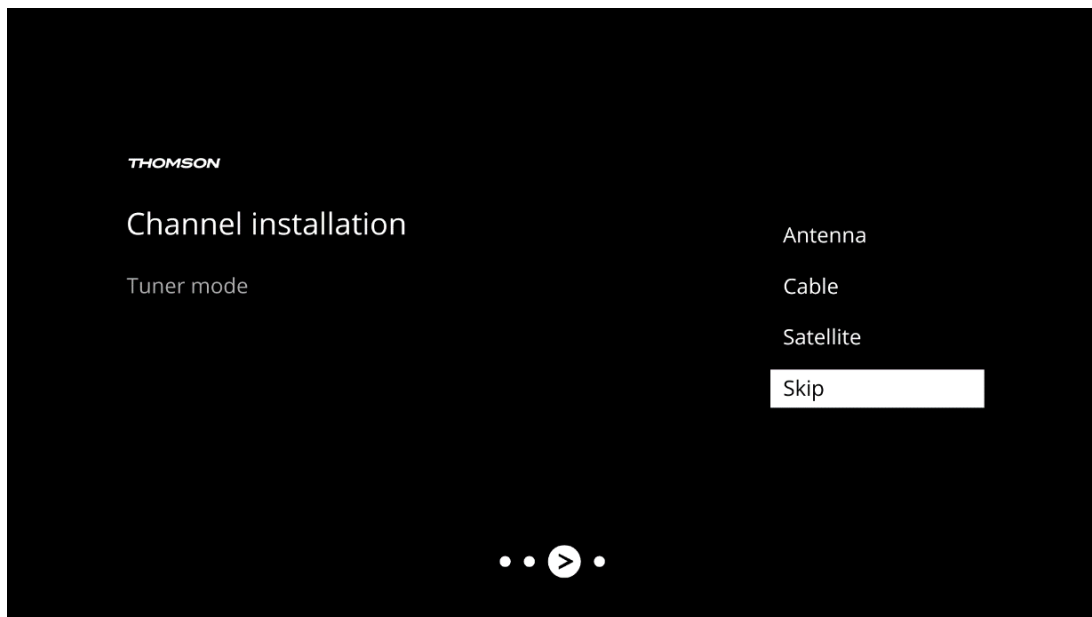 THOMSON
Channel installation
Tuner mode
Antenna
Cable
Satellite
Skip